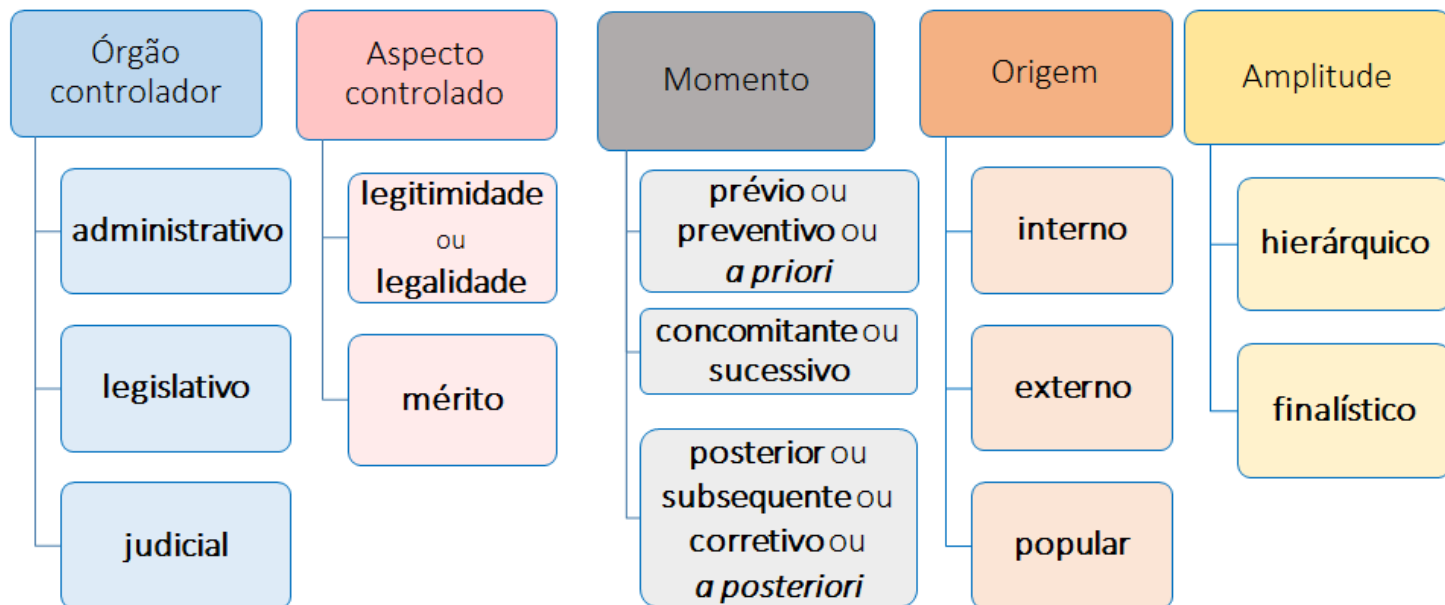 Órgão
controlador
administrativo
legislativo
judicial
Aspecto
controlado
legitimidade
ou
legalidade
mérito
Momento
prévio ou
preventivo ou
a priori
concomitante ou
sucessivo
posterior ou
subsequente ou
corretivo ou
a posteriori
Origem
interno
externo
popular
Amplitude
hierárquico
finalístico